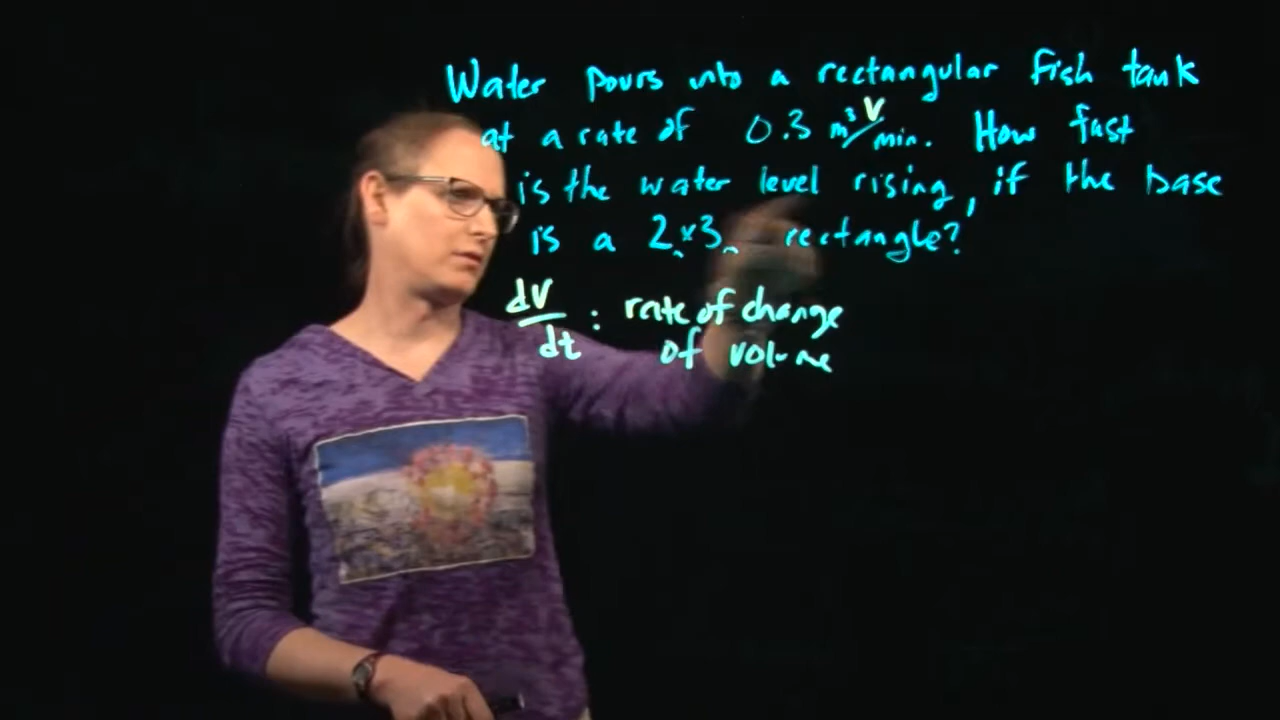 Water pours into a rectangular fish tank
at a rate of 0.3 m³/min. How fast
V
is the water level rising, if the base
is a 2 x 3 rectangle?
dV/dt : rate of change
of volume